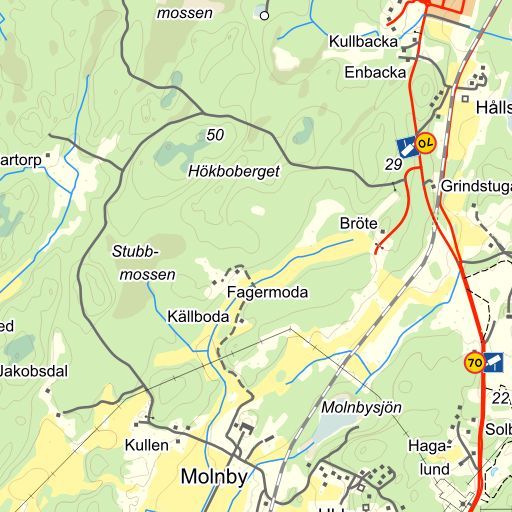 mossen
Kullbacka
Enbacka
Hålls
50
70
artorp
Hökboberget
29
Grindstuga
Bröte
Stubb-
mossen
Fagermoda
Källboda
ed
Jakobsdal
70
22,
Molnbysjön
Kullen
Haga-
lund
Solb
Molnby